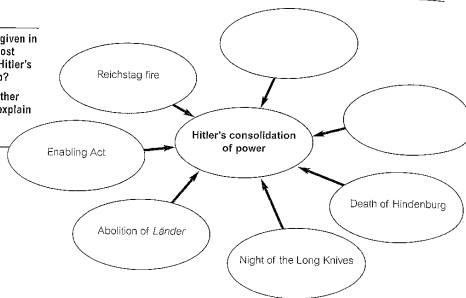 given in
ost
Hitler's
?
ther
explain
Reichstag fire
Hitler's consolidation
of power
Enabling Act
Death of Hindenburg
Abolition of Länder
Night of the Long Knives